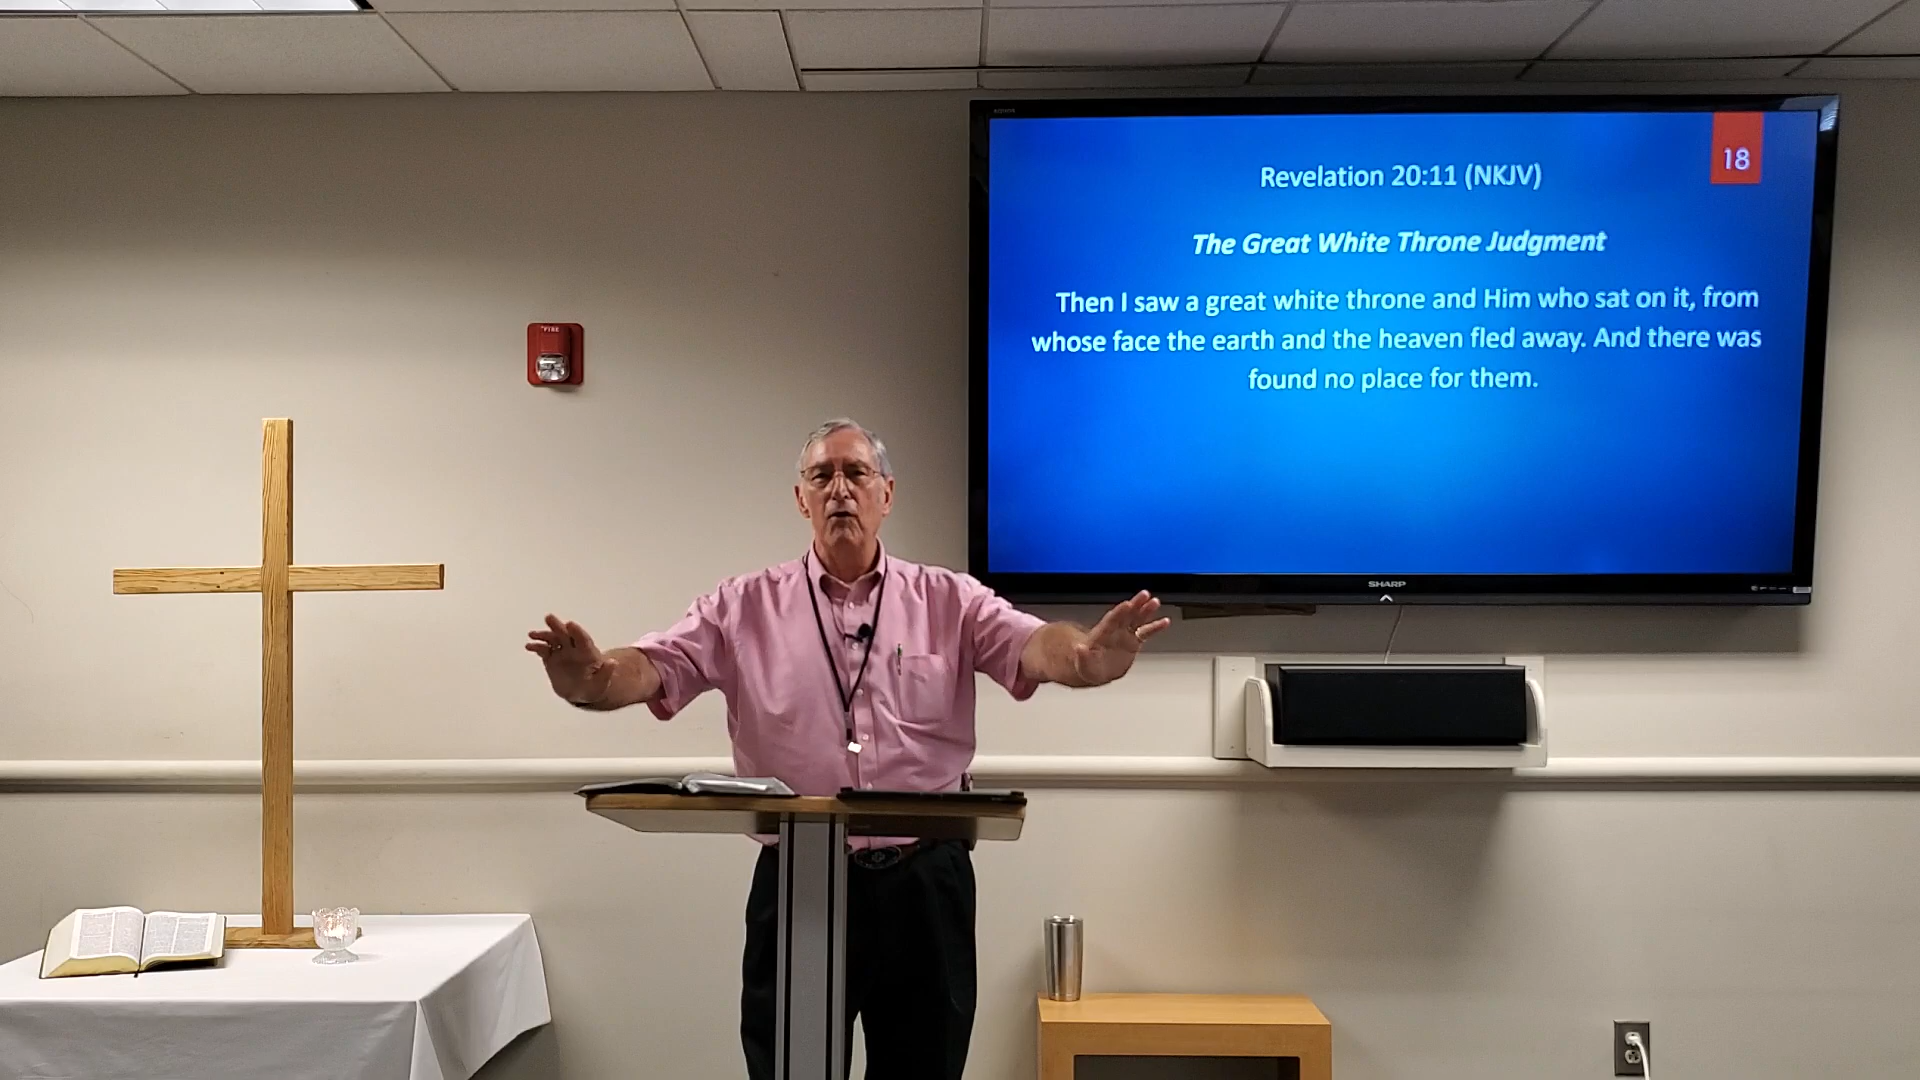 FIRE
18
Revelation 20:11 (NKJV)
The Great White Throne Judgment
Then I saw a great white throne and Him who sat on it, from
whose face the earth and the heaven fled away. And there was
found no place for them.
SHARP